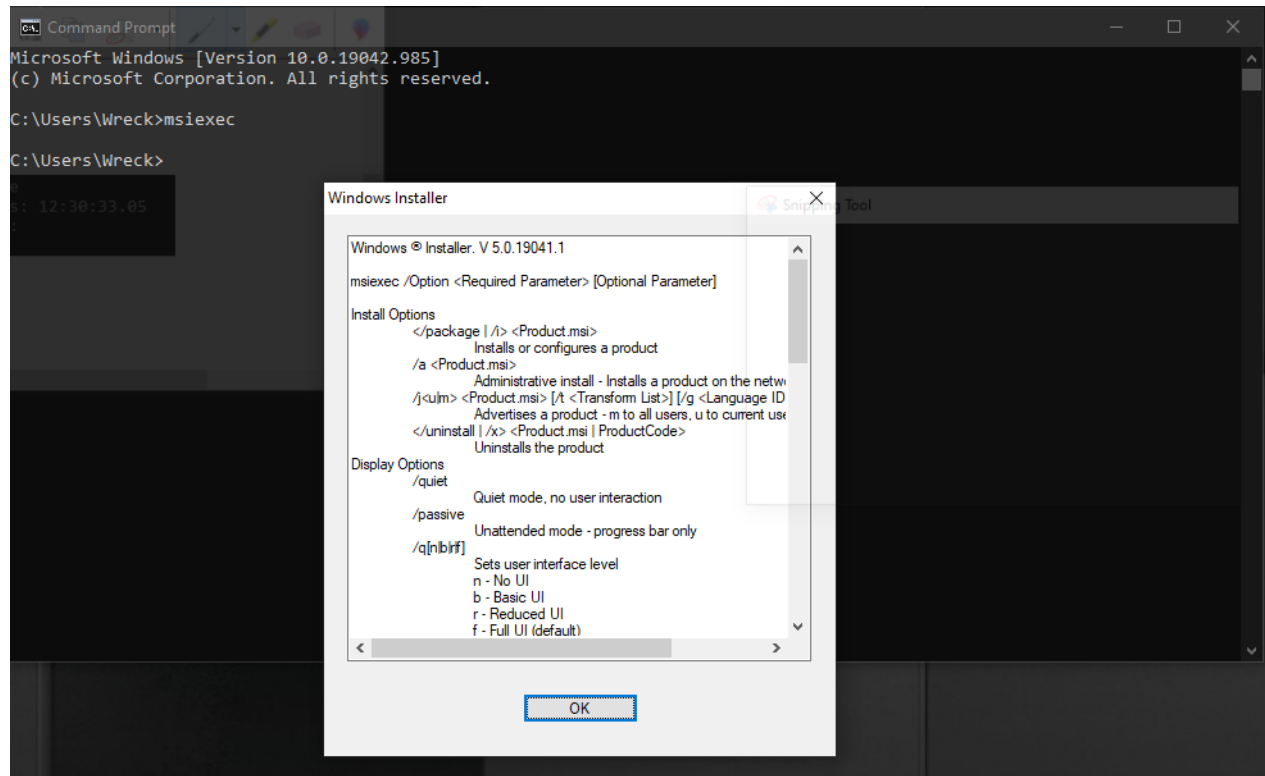 Command Prompt
Microsoft Windows [Version 10.0.19042.985]
(c) Microsoft Corporation. All rights reserved.
C:\Users\Wreck>msiexec
C:\Users\Wreck>
e
s: 12:30:33.05
:
Snipping Tool
Windows Installer
Windows ® Installer. V 5.0.19041.1
msiexec /Option <Required Parameter> [Optional Parameter]
Install Options
</package | /i> <Product.msi>
Installs or configures a product
/a <Product.msi>
Administrative install - Installs a product on the netw
/j<u|m> <Product.msi> [/t <Transform List>] [/g <Language ID
Advertises a product - m to all users, u to current use
</uninstall | /x> <Product.msi | ProductCode>
Uninstalls the product
Display Options
/quiet
Quiet mode, no user interaction
/passive
Unattended mode - progress bar only
/q[n|b|r|f]
Sets user interface level
n - No UI
b - Basic UI
r - Reduced UI
f - Full UI (default)
OK